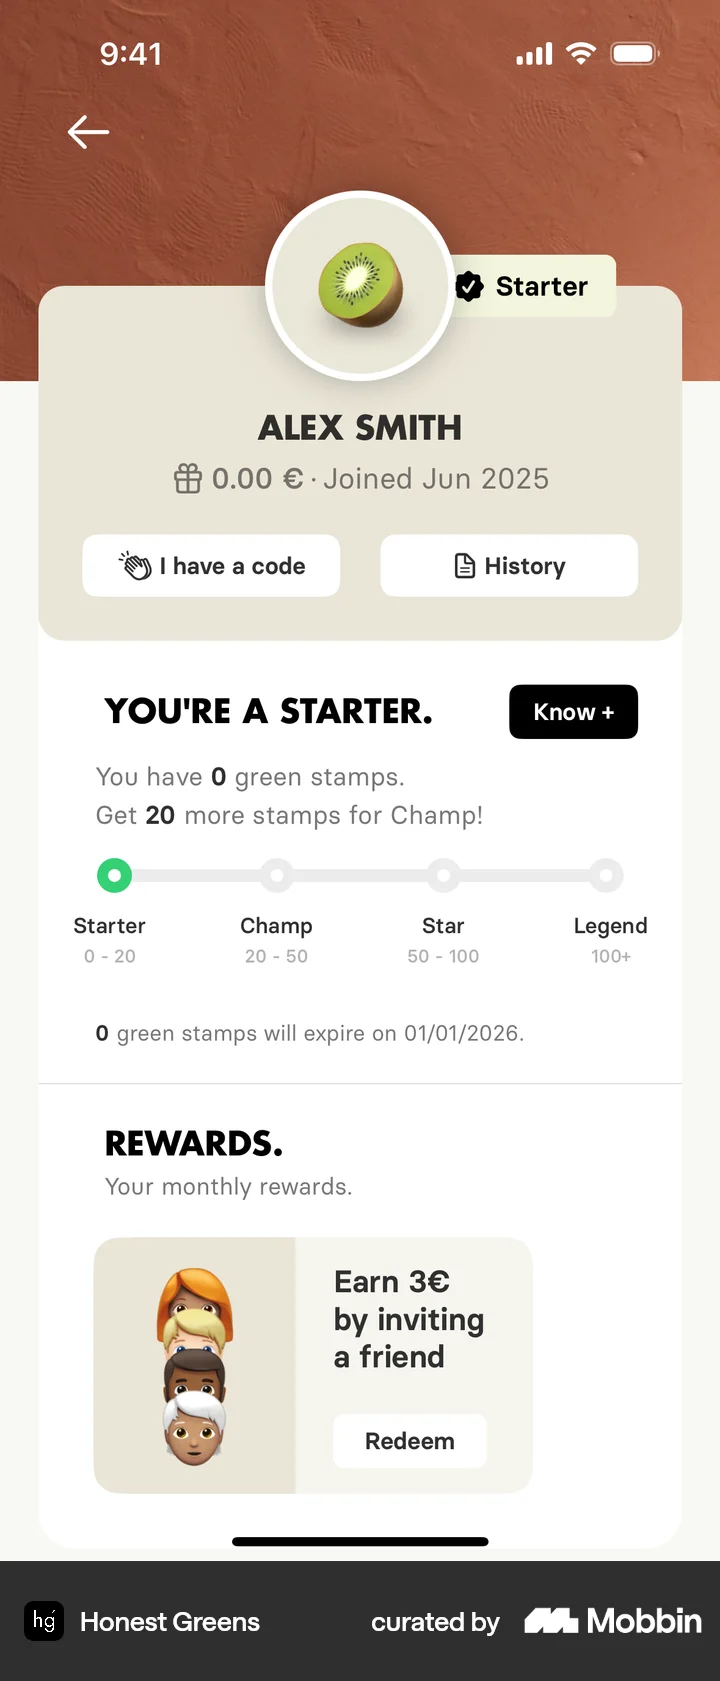 9:41
Starter
ALEX SMITH
0.00 € · Joined Jun 2025
I have a code
History
YOU'RE A STARTER.
Know +
You have 0 green stamps.
Get 20 more stamps for Champ!
Starter Champ Star Legend
0 - 20 20 - 50 50 - 100 100+
0 green stamps will expire on 01/01/2026.
REWARDS.
Your monthly rewards.
Earn 3€
by inviting
a friend
Redeem
hg Honest Greens
curated by Mobbin